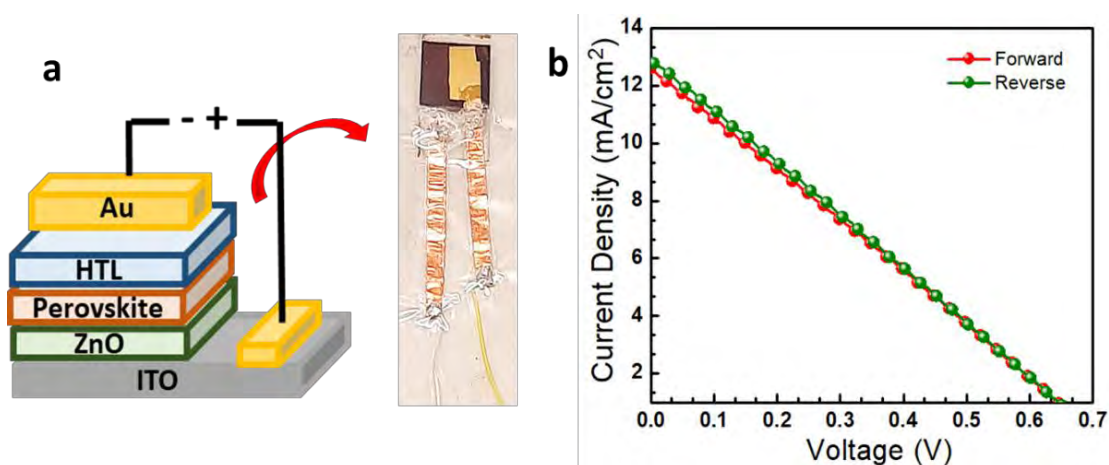 a
- +
Au
HTL
Perovskite
ZnO
ITO
b
Current Density (mA/cm²)
14
12
10
8
6
4
2
Forward
Reverse
0.0 0.1 0.2 0.3 0.4 0.5 0.6 0.7
Voltage (V)